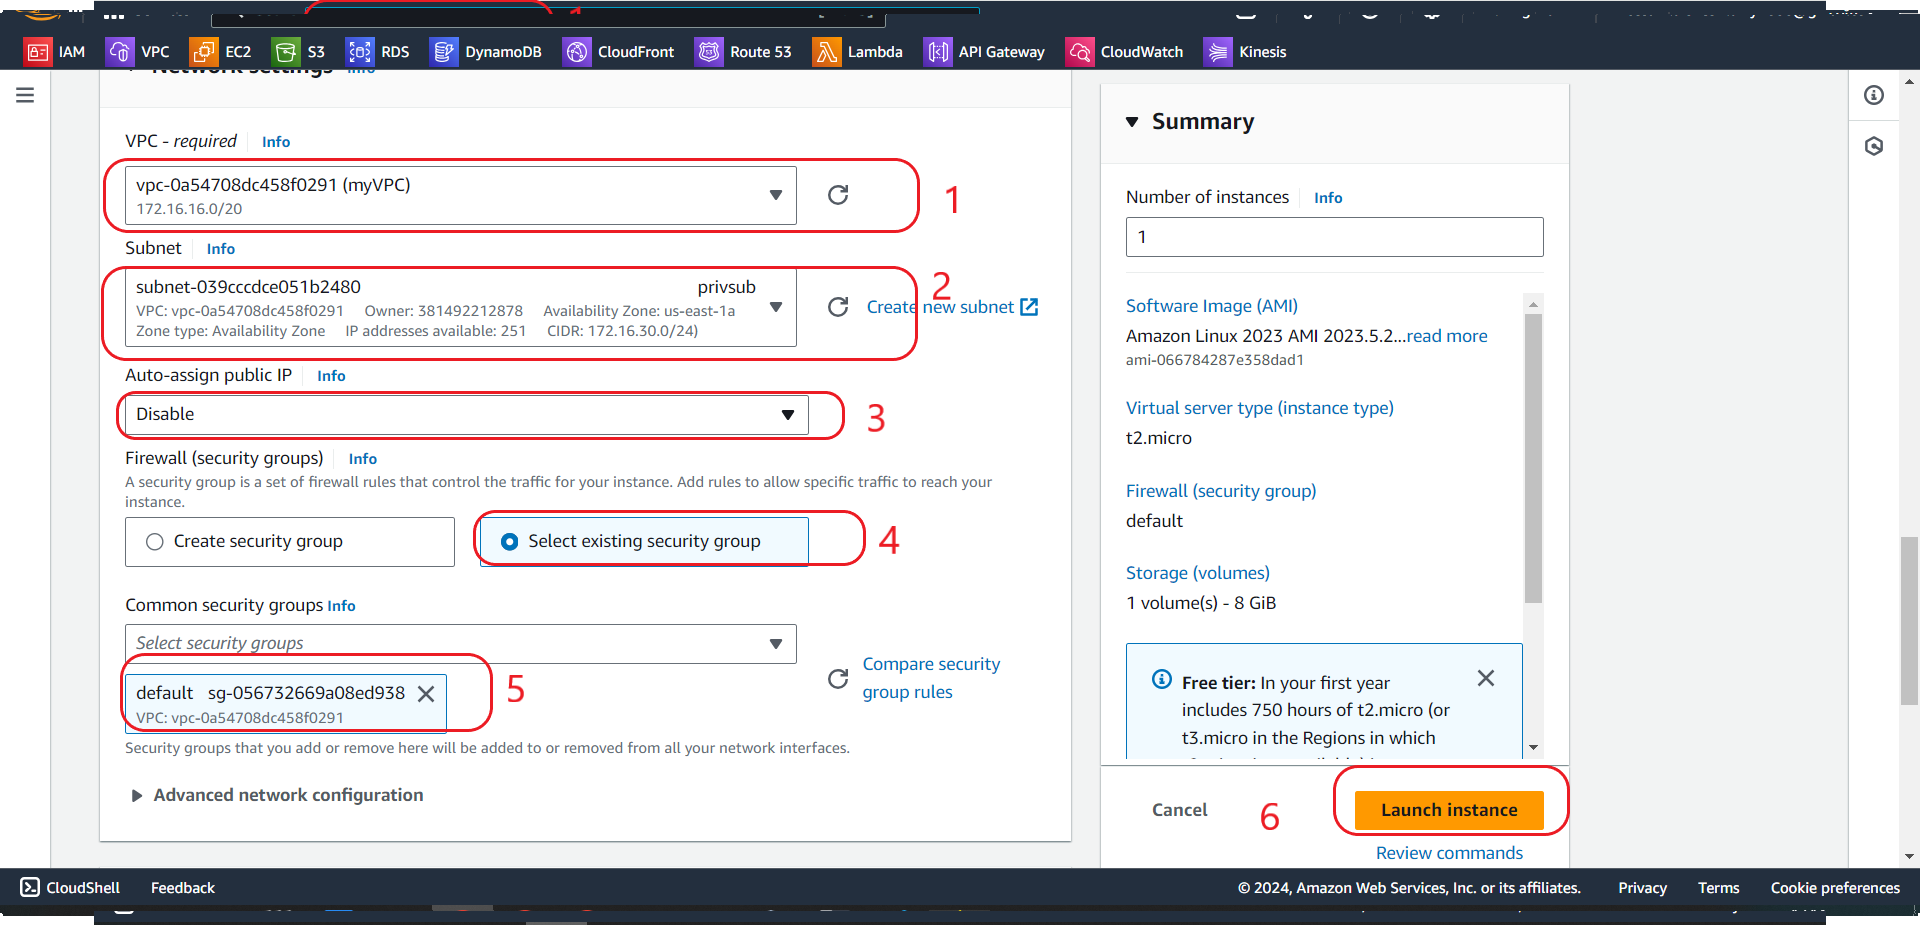 IAM VPC EC2 S3 RDS DynamoDB CloudFront Route 53 Lambda API Gateway CloudWatch Kinesis
Network settings Info
VPC - required Info
vpc-0a54708dc458f0291 (myVPC)
172.16.16.0/20
1
Subnet Info
subnet-039cccdce051b2480 privsub
VPC: vpc-0a54708dc458f0291 Owner: 381492212878 Availability Zone: us-east-1a
Zone type: Availability Zone IP addresses available: 251 CIDR: 172.16.30.0/24)
2
Create new subnet
Auto-assign public IP Info
Disable
3
Firewall (security groups) Info
A security group is a set of firewall rules that control the traffic for your instance. Add rules to allow specific traffic to reach your
instance.
Create security group
Select existing security group
4
Common security groups Info
Select security groups
default sg-056732669a08ed938
VPC: vpc-0a54708dc458f0291
5
Compare security
group rules
Security groups that you add or remove here will be added to or removed from all your network interfaces.
Advanced network configuration
Summary
Number of instances Info
1
Software Image (AMI)
Amazon Linux 2023 AMI 2023.5.2...read more
ami-066784287e358dad1
Virtual server type (instance type)
t2.micro
Firewall (security group)
default
Storage (volumes)
1 volume(s) - 8 GiB
Free tier: In your first year
includes 750 hours of t2.micro (or
t3.micro in the Regions in which
Cancel
6
Launch instance
Review commands
CloudShell Feedback
© 2024, Amazon Web Services, Inc. or its affiliates. Privacy Terms Cookie preferences